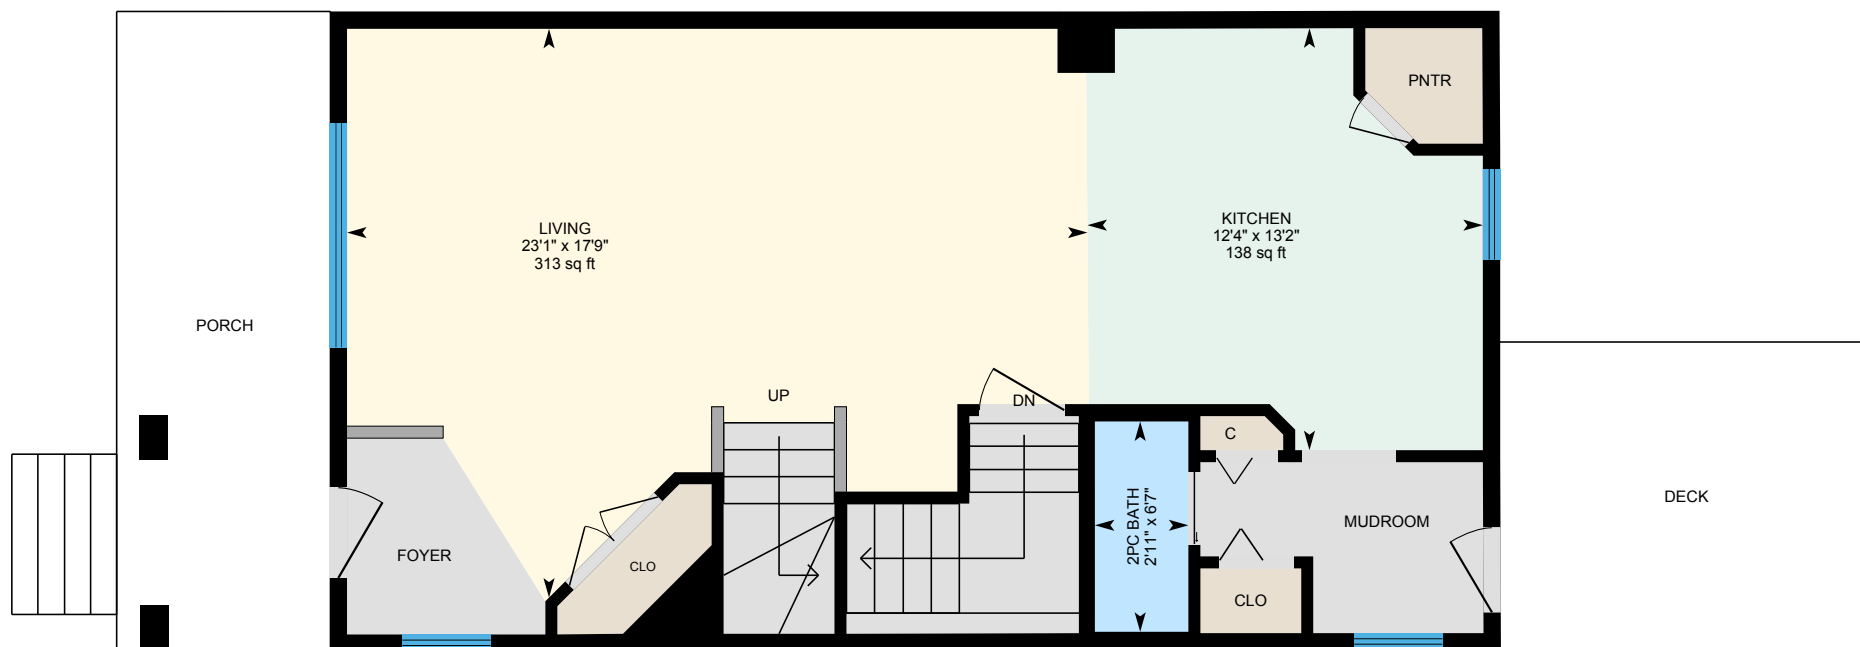 PNTR
LIVING
23'1" x 17'9"
313 sq ft
KITCHEN
12'4" x 13'2"
138 sq ft
PORCH
UP
DN
C
2PC BATH
2'11" x 6'7"
MUDROOM
DECK
FOYER
CLO
CLO